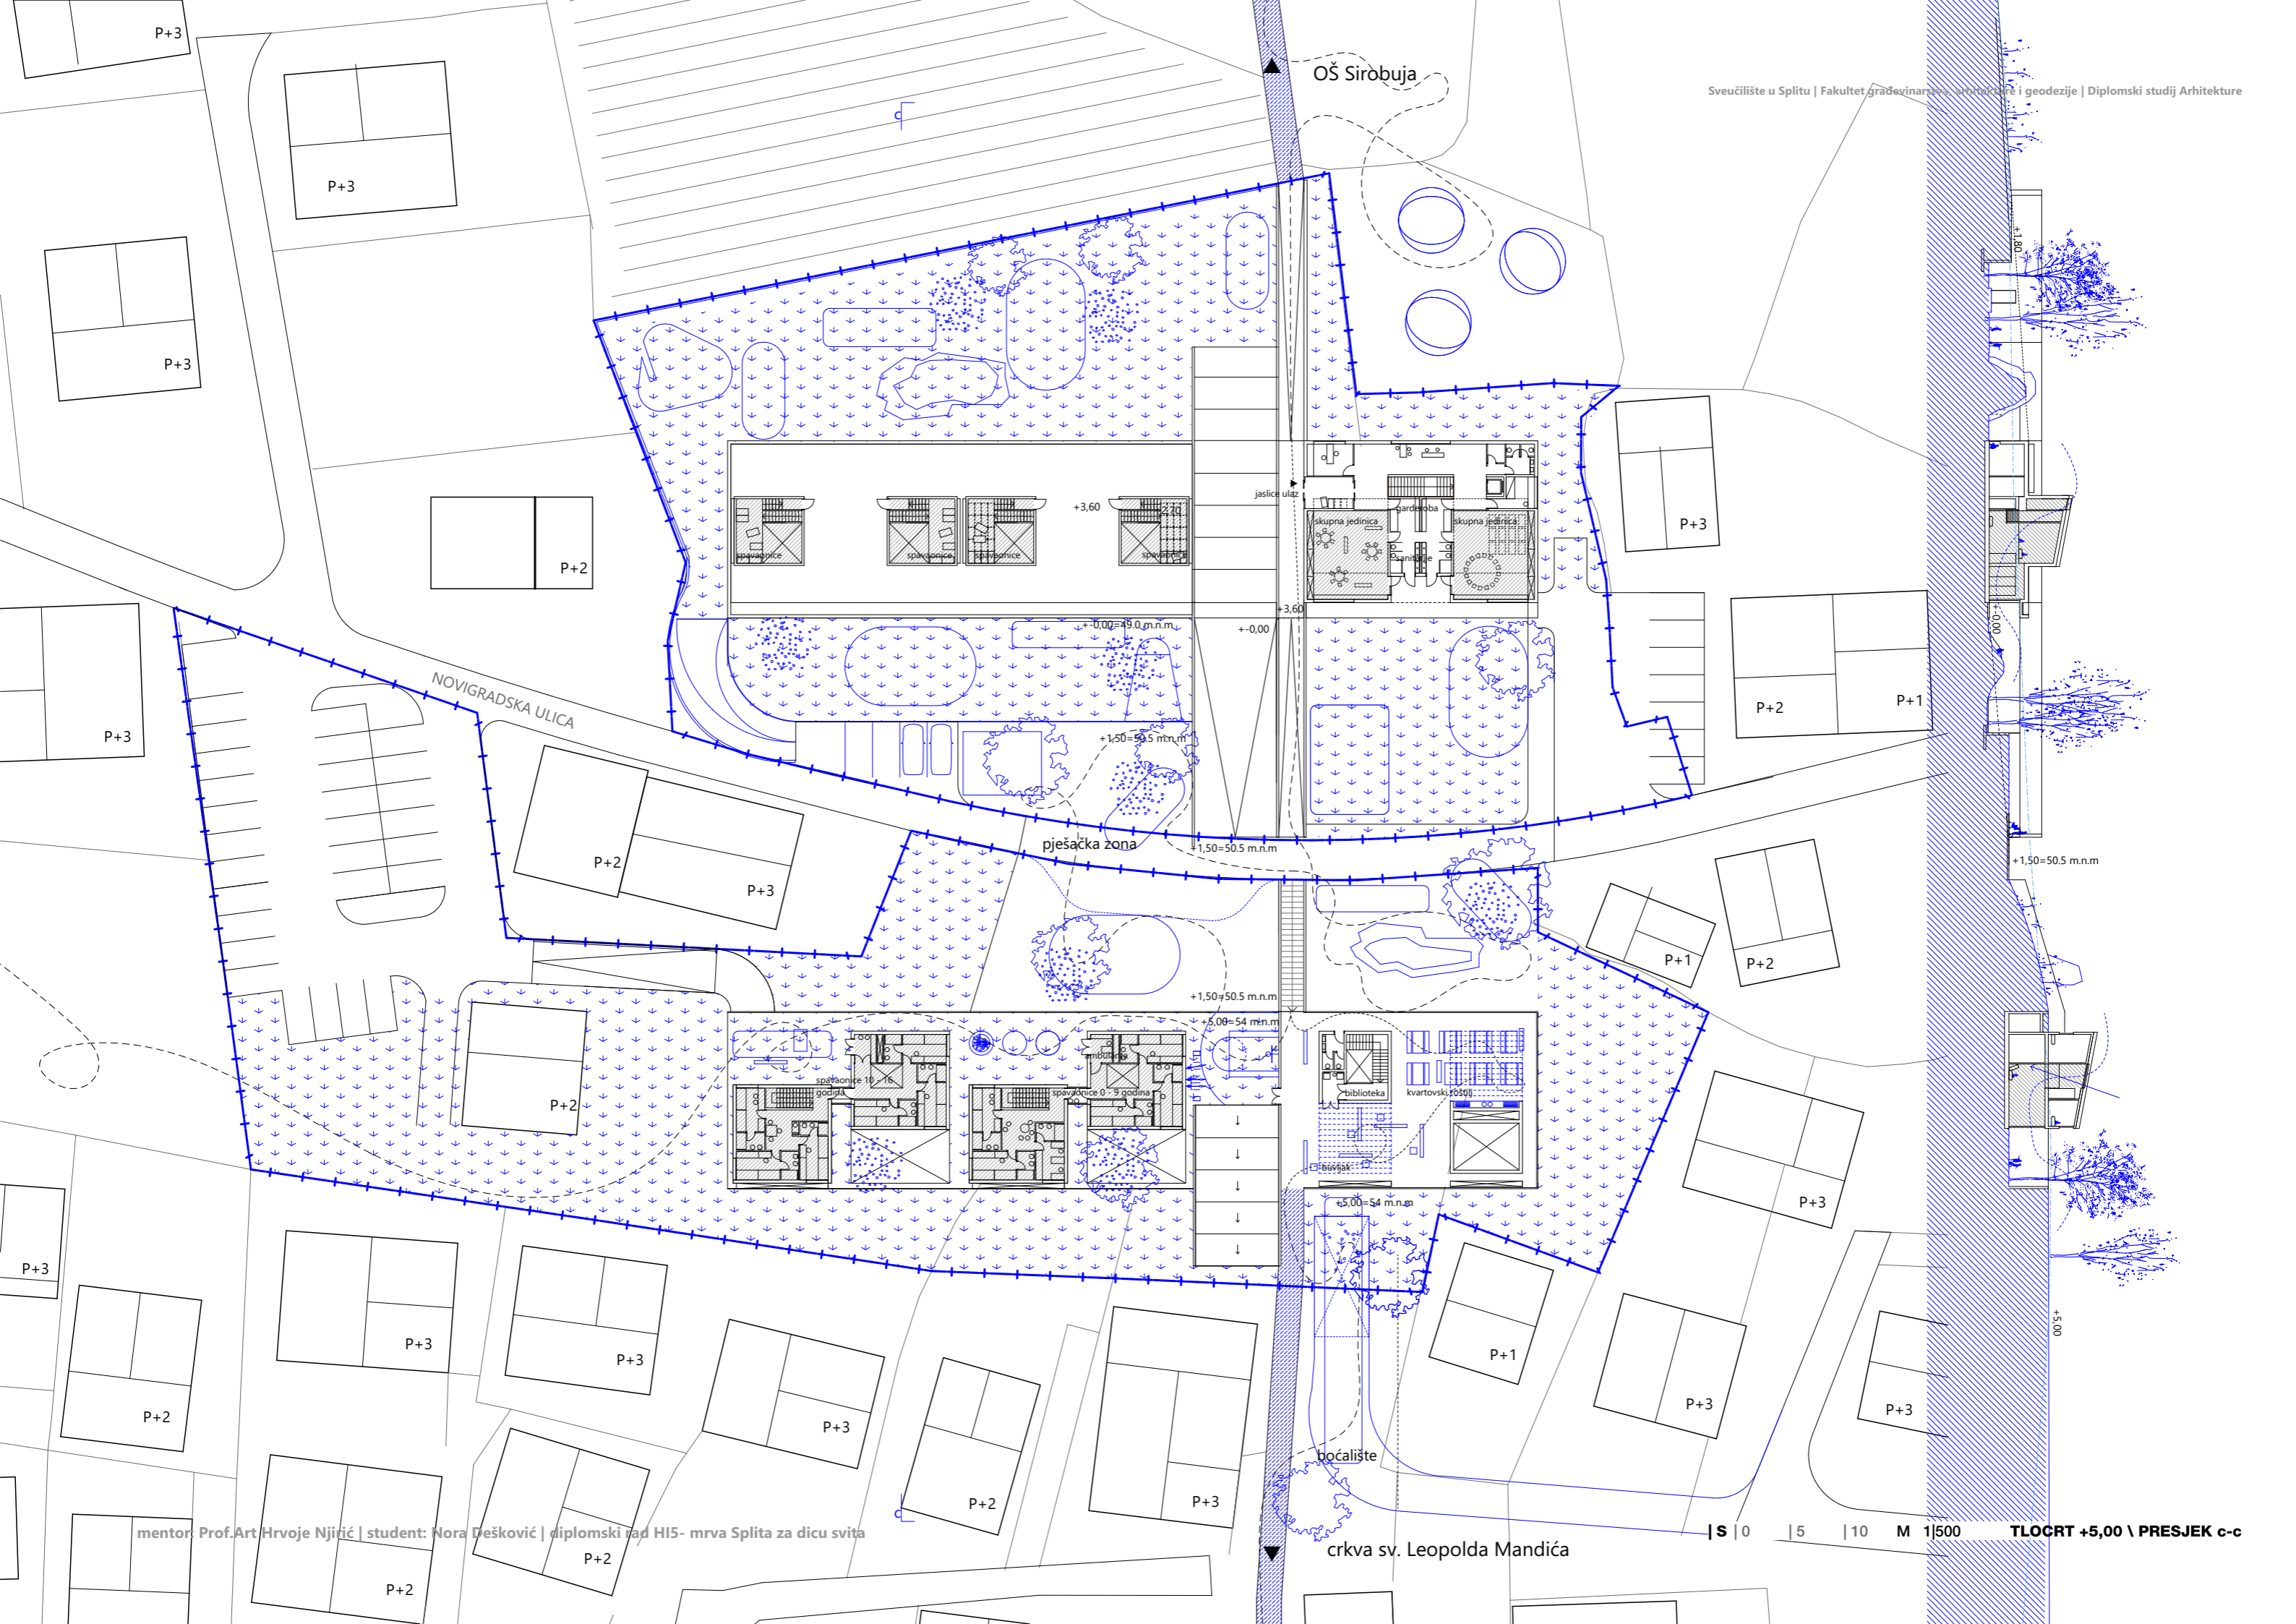 P+3
OŠ Sirobuja
Sveučilište u Splitu | Fakultet građevinarstva, arhitekture i geodezije | Diplomski studij Arhitekture
c
P+3
+1,80
P+3
jaslice ulaz
+3,60
2,70
garderoba
skupna jedinica
skupna jedinica
P+3
spavaonice
spavaonice
spavaonice
spavaonice
sanitarije
P+2
+3,60
+-0,00=49.0 m.n.m
+-0,00
+-0,00
NOVIGRADSKA ULICA
P+2
P+1
P+3
+1,50=50.5 m.n.m
pješačka zona
+1,50=50.5 m.n.m
+1,50=50.5 m.n.m
P+2
P+3
P+1
P+2
+1,50=50.5 m.n.m
+5,00=54 m.n.m
ambulanta
spavaonice 10 - 16
godina
spavaonice 0 - 9 godina
biblioteka
kvartovski roštilj
P+2
buvljak
+5,00=54 m.n.m
P+3
P+3
P+3
P+3
P+3
P+1
+5,00
P+2
P+3
P+2
P+3
P+3
P+3
boćalište
c
mentor: Prof.Art Hrvoje Njirić | student: Nora Dešković | diplomski rad HI5- mrva Splita za dicu svita
| S | 0 | 5 | 10 M 1|500 TLOCRT +5,00 \ PRESJEK c-c
crkva sv. Leopolda Mandića
P+2
P+2